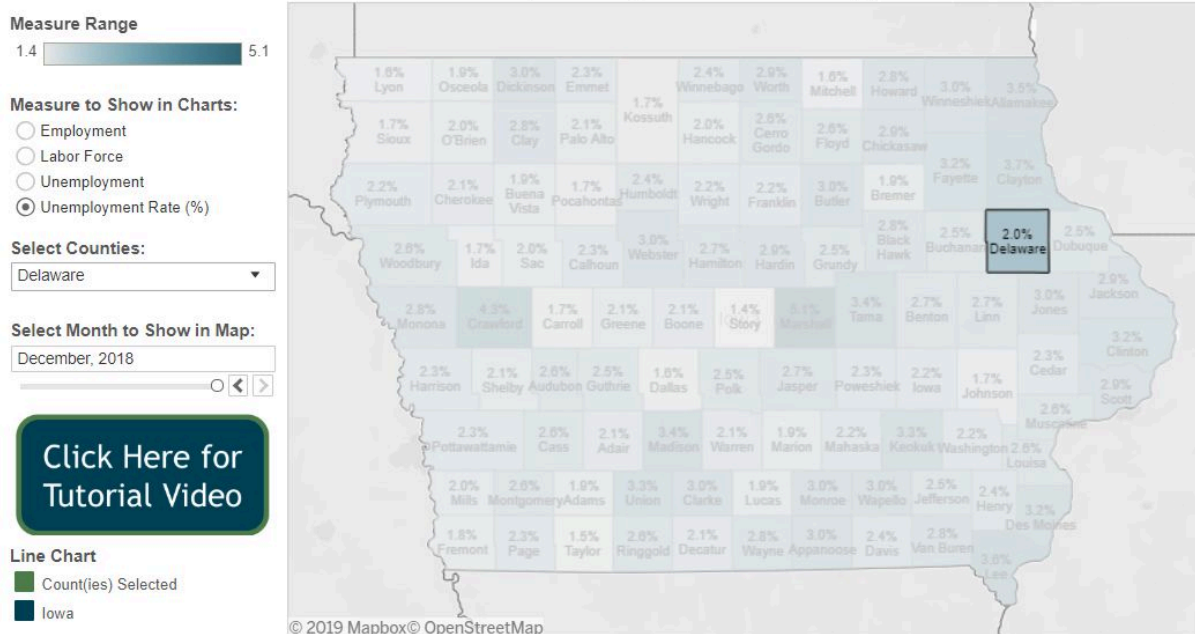 Measure Range
1.4 5.1
Measure to Show in Charts:
Employment
Labor Force
Unemployment
Unemployment Rate (%)
Select Counties:
Delaware
Select Month to Show in Map:
December, 2018
Click Here for
Tutorial Video
Line Chart
Count(ies) Selected
Iowa
1.6%
Lyon
1.9%
Osceola
3.0%
Dickinson
2.3%
Emmet
1.7%
Kossuth
2.4%
Winnebago
2.9%
Worth
1.6%
Mitchell
2.8%
Howard
3.0%
Winneshiek
3.5%
Allamakee
1.7%
Sioux
2.0%
O'Brien
2.8%
Clay
2.1%
Palo Alto
2.0%
Hancock
2.6%
Cerro
Gordo
2.6%
Floyd
2.9%
Chickasaw
3.2%
Fayette
3.7%
Clayton
2.2%
Plymouth
2.1%
Cherokee
1.9%
Buena
Vista
1.7%
Pocahontas
2.4%
Humboldt
2.2%
Wright
2.2%
Franklin
3.0%
Butler
1.9%
Bremer
2.6%
Woodbury
1.7%
Ida
2.0%
Sac
2.3%
Calhoun
3.0%
Webster
2.7%
Hamilton
2.9%
Hardin
2.5%
Grundy
2.8%
Black
Hawk
2.5%
Buchanan
2.0%
Delaware
2.5%
Dubuque
2.8%
Monona
4.3%
Crawford
1.7%
Carroll
2.1%
Greene
2.1%
Boone
1.4%
Story
5.1%
Marshall
3.4%
Tama
2.7%
Benton
2.7%
Linn
3.0%
Jones
2.9%
Jackson
2.3%
Harrison
2.1%
Shelby
2.6%
Audubon
2.5%
Guthrie
1.6%
Dallas
2.5%
Polk
2.7%
Jasper
2.3%
Poweshiek
2.2%
Iowa
1.7%
Johnson
2.3%
Cedar
3.2%
Clinton
2.9%
Scott
2.3%
Pottawattamie
2.6%
Cass
2.1%
Adair
3.4%
Madison
2.1%
Warren
1.9%
Marion
2.2%
Mahaska
3.3%
Keokuk
2.2%
Washington
2.6%
Muscatine
2.6%
Louisa
2.0%
Mills
2.6%
Montgomery
1.9%
Adams
3.3%
Union
3.0%
Clarke
1.9%
Lucas
3.0%
Monroe
3.0%
Wapello
2.5%
Jefferson
2.4%
Henry
3.2%
Des Moines
1.8%
Fremont
2.3%
Page
1.5%
Taylor
2.6%
Ringgold
2.1%
Decatur
2.8%
Wayne
3.0%
Appanoose
2.4%
Davis
2.8%
Van Buren
3.6%
Lee
© 2019 Mapbox© OpenStreetMap